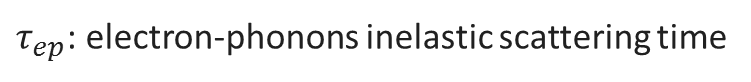 τ_ep: electron-phonons inelastic scattering time